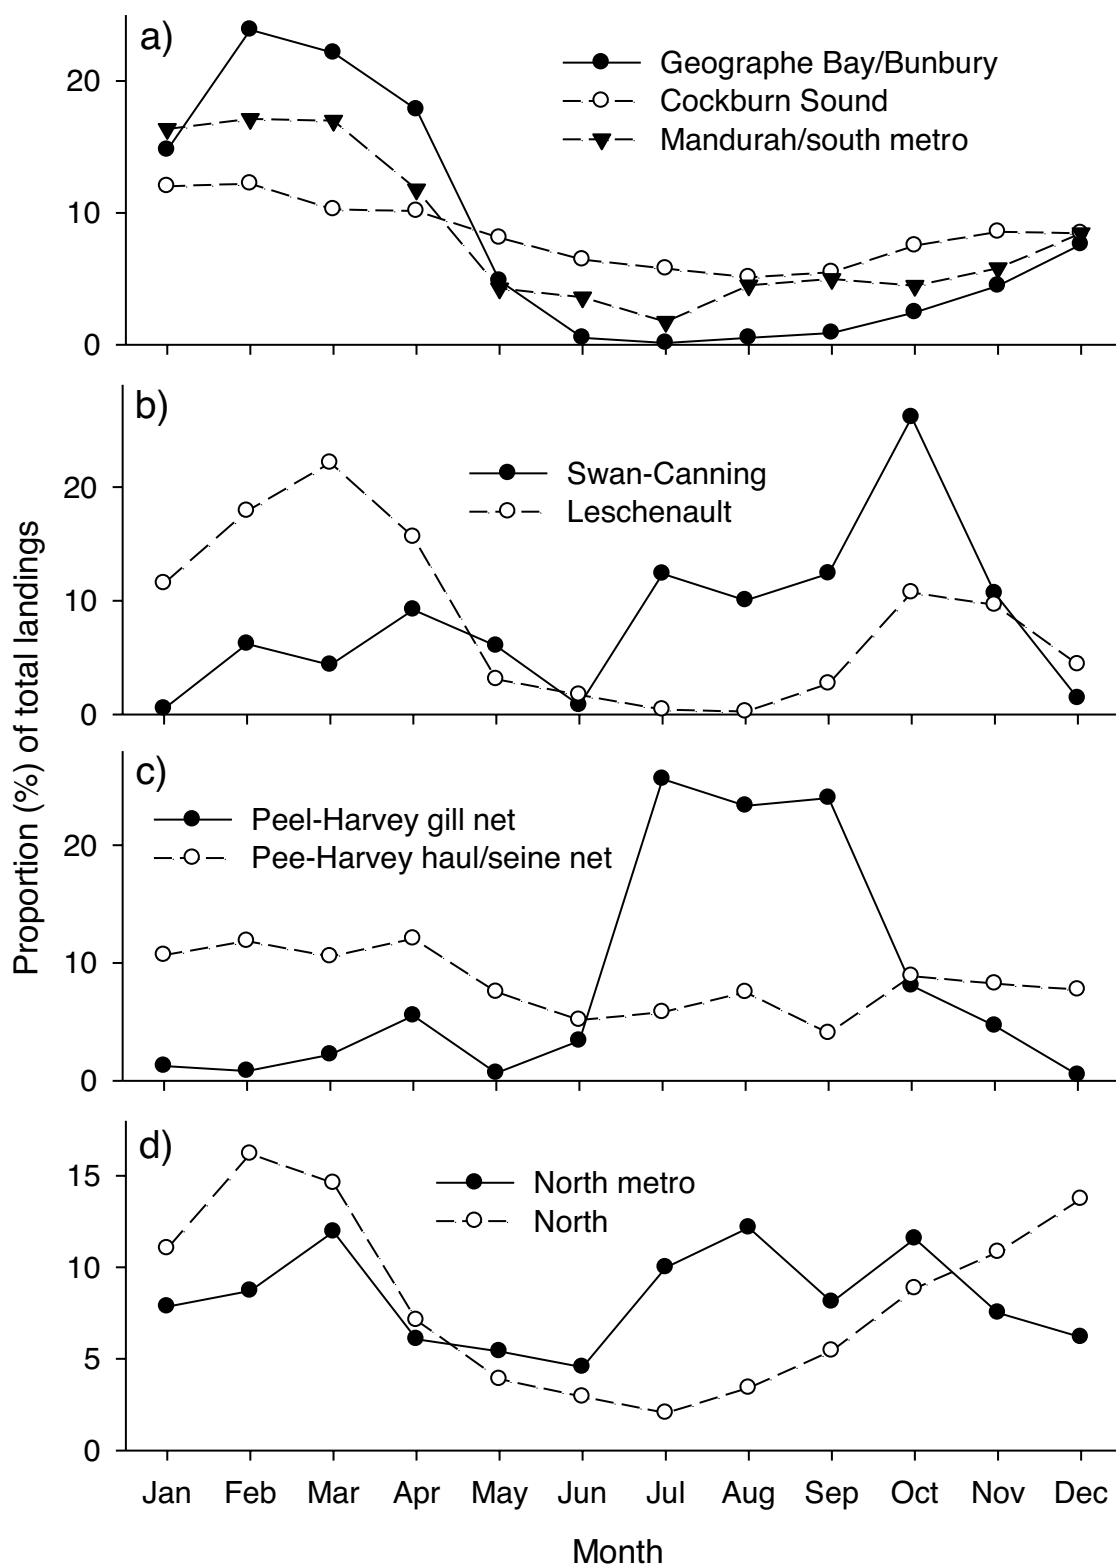 a)
Geographe Bay/Bunbury
Cockburn Sound
Mandurah/south metro
20
10
0
b)
Swan-Canning
Leschenault
20
10
0
Proportion (%) of total landings
c)
Peel-Harvey gill net
Pee-Harvey haul/seine net
20
10
0
d)
North metro
North
15
10
5
0
Jan Feb Mar Apr May Jun Jul Aug Sep Oct Nov Dec
Month